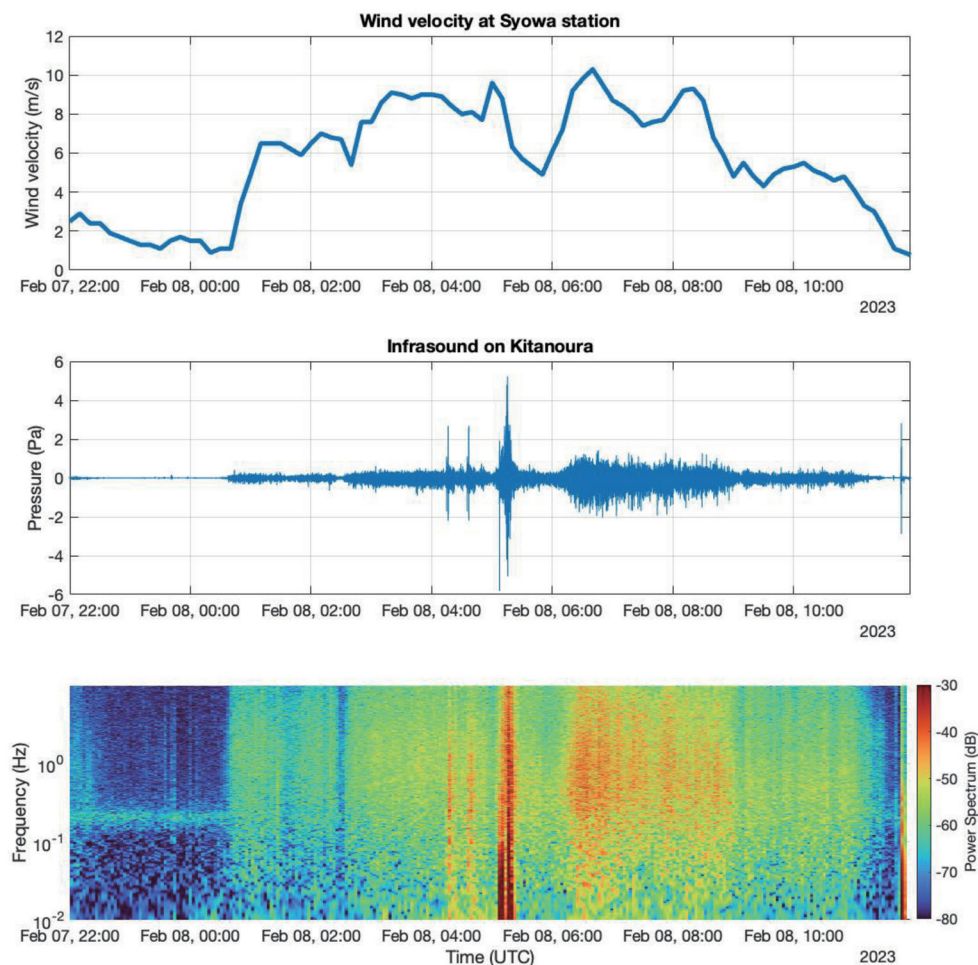 Wind velocity at Syowa station
12
10
8
6
4
2
0
Wind velocity (m/s)
Feb 07, 22:00 Feb 08, 00:00 Feb 08, 02:00 Feb 08, 04:00 Feb 08, 06:00 Feb 08, 08:00 Feb 08, 10:00
2023
Infrasound on Kitanoura
6
4
2
0
-2
-4
-6
Pressure (Pa)
Feb 07, 22:00 Feb 08, 00:00 Feb 08, 02:00 Feb 08, 04:00 Feb 08, 06:00 Feb 08, 08:00 Feb 08, 10:00
2023
10⁰
10⁻¹
10⁻²
Frequency (Hz)
-30
-40
-50
-60
-70
-80
Power Spectrum (dB)
Feb 07, 22:00 Feb 08, 00:00 Feb 08, 02:00 Feb 08, 04:00 Feb 08, 06:00 Feb 08, 08:00 Feb 08, 10:00
Time (UTC)
2023